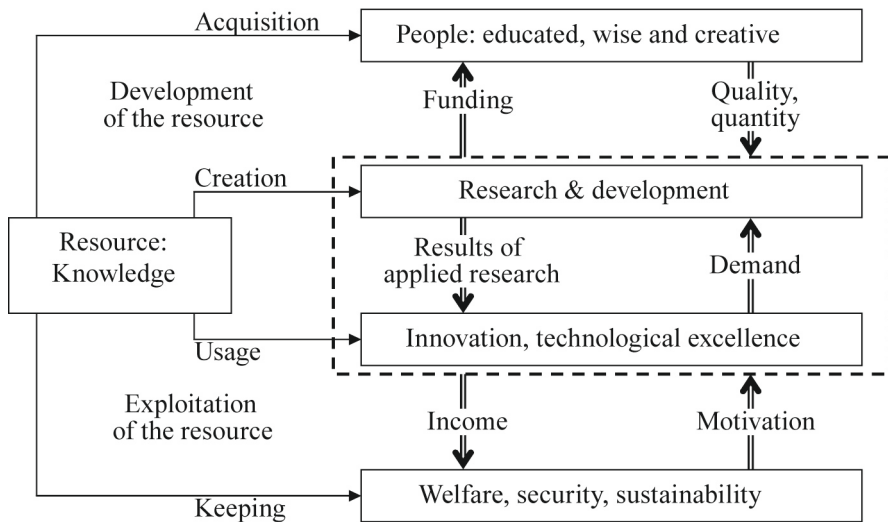 Acquisition
People: educated, wise and creative
Development
of the resource
Funding
Quality,
quantity
Creation
Research & development
Resource:
Knowledge
Results of
applied research
Demand
Usage
Innovation, technological excellence
Exploitation
of the resource
Income
Motivation
Keeping
Welfare, security, sustainability